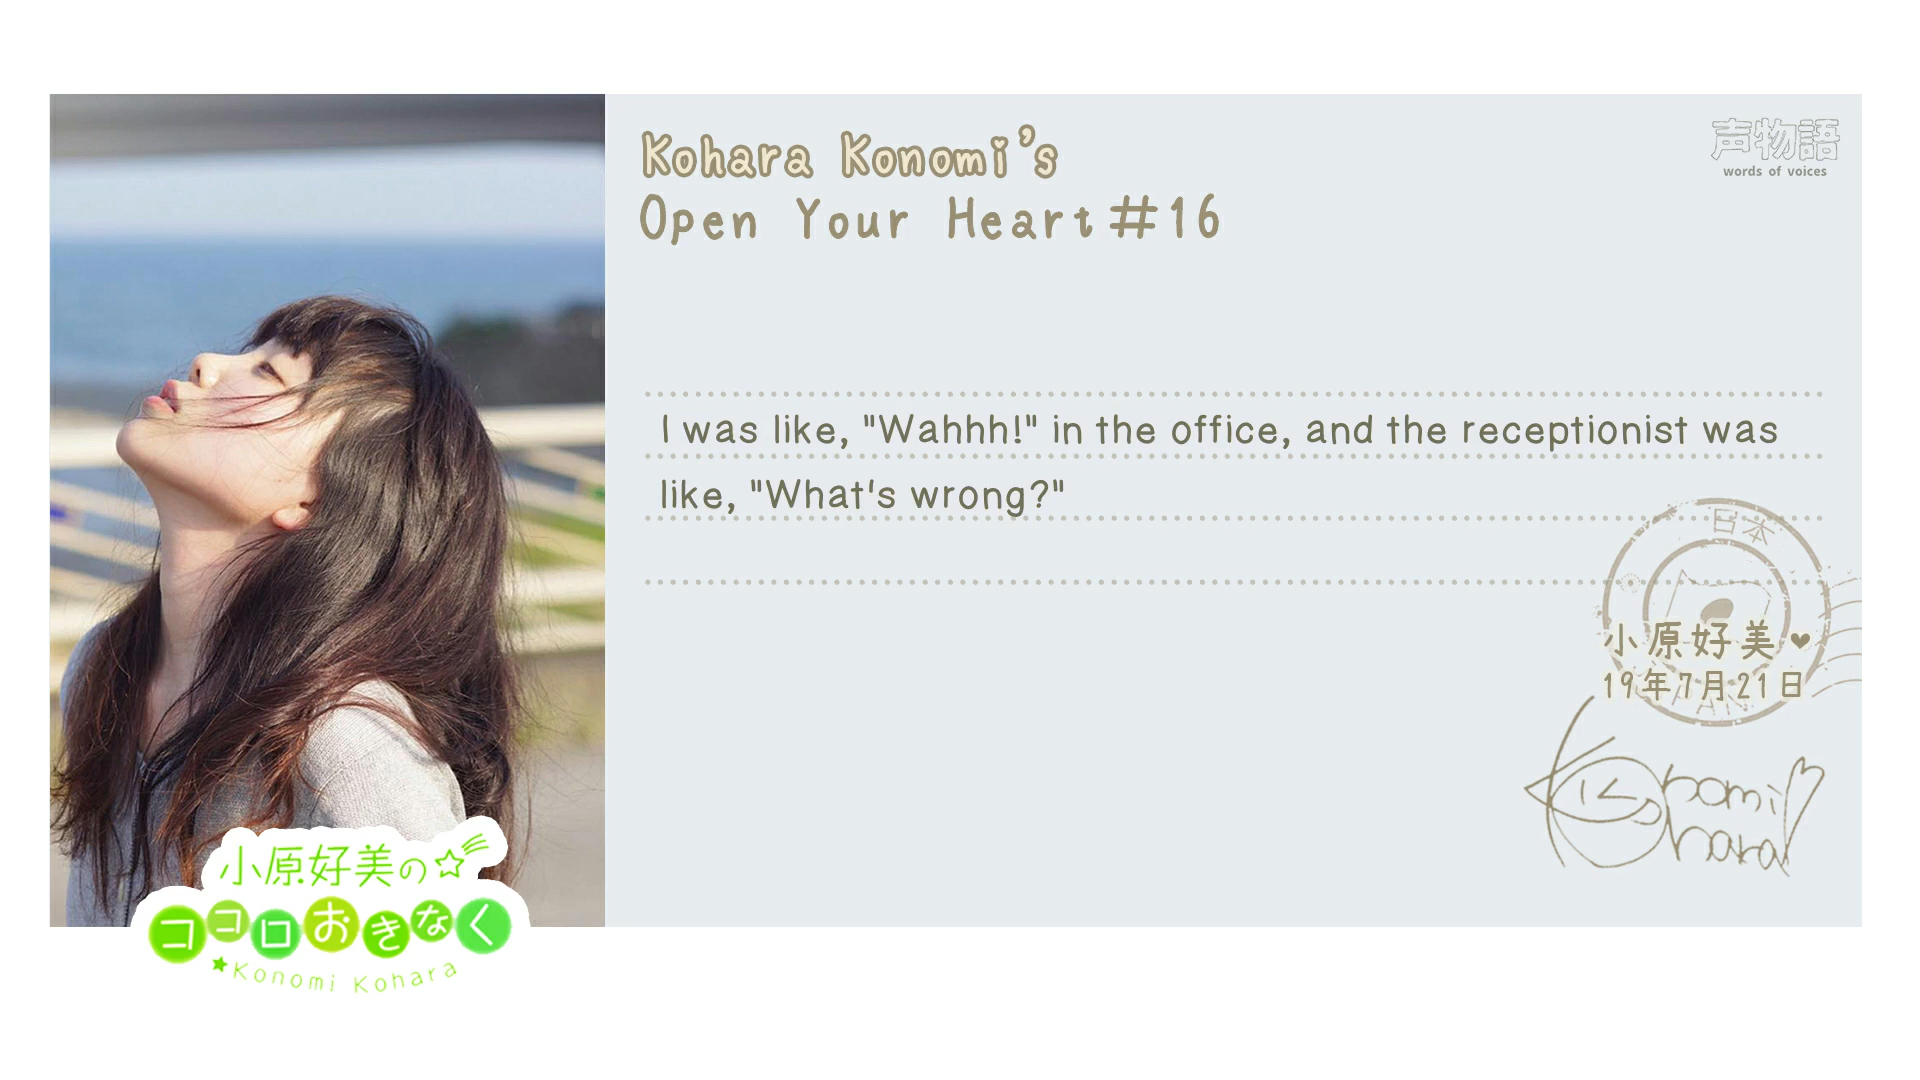 Kohara Konomi's
Open Your Heart#16
声物語
words of voices
I was like, "Wahhh!" in the office, and the receptionist was
like, "What's wrong?"
日本
小原好美❤
19年7月21日
Konomi
Kohara
小原好美の☆
ココロおきなく
★Konomi Kohara